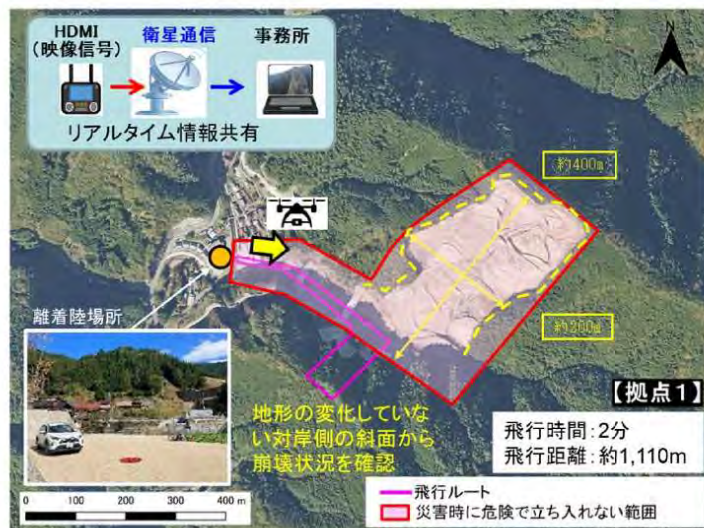 HDMI
(映像信号)
衛星通信
事務所
リアルタイム情報共有
N
約400m
離着陸場所
地形の変化していな
い対岸側の斜面から
崩壊状況を確認
【拠点1】
飛行時間:2分
飛行距離:約1,110m
飛行ルート
災害時に危険で立ち入れない範囲
0 100 200 300 400 m